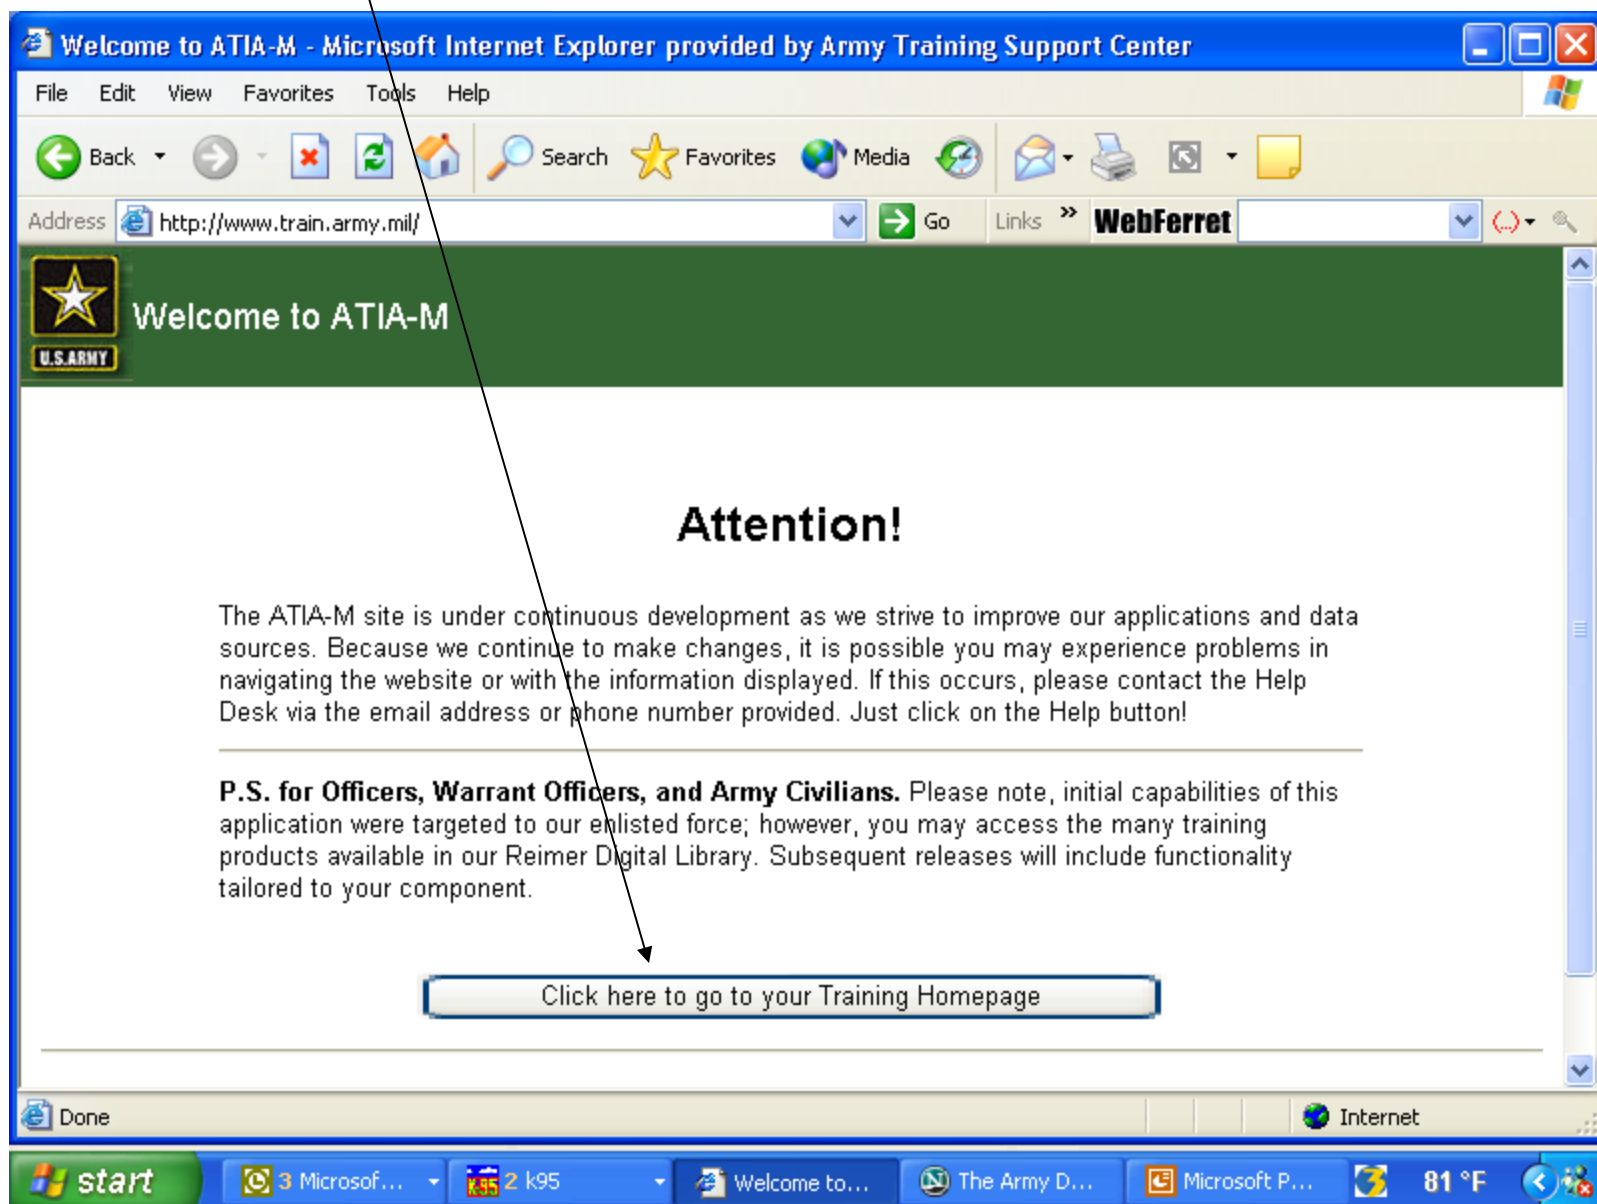 Welcome to ATIA-M - Microsoft Internet Explorer provided by Army Training Support Center
File Edit View Favorites Tools Help
Back Search Favorites Media
Address http://www.train.army.mil/ Go Links » WebFerret (...)
U.S.ARMY Welcome to ATIA-M
Attention!
The ATIA-M site is under continuous development as we strive to improve our applications and data
sources. Because we continue to make changes, it is possible you may experience problems in
navigating the website or with the information displayed. If this occurs, please contact the Help
Desk via the email address or phone number provided. Just click on the Help button!
P.S. for Officers, Warrant Officers, and Army Civilians. Please note, initial capabilities of this
application were targeted to our enlisted force; however, you may access the many training
products available in our Reimer Digital Library. Subsequent releases will include functionality
tailored to your component.
Click here to go to your Training Homepage
Done Internet
start 3 Microsof... k95 2 k95 Welcome to... The Army D... Microsoft P... 81 °F